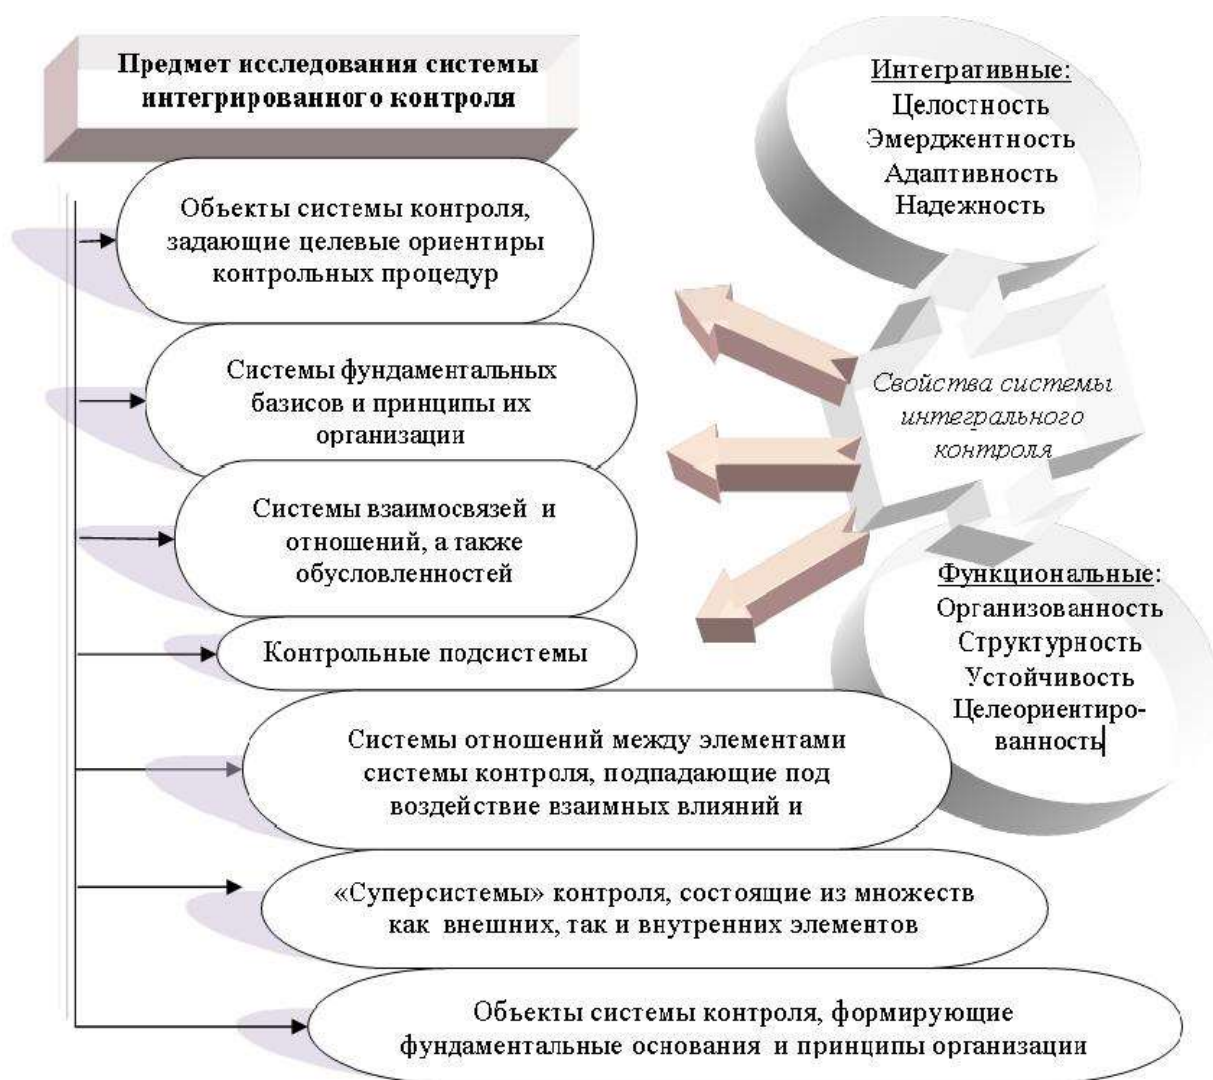 Предмет исследования системы
интегрированного контроля
Объекты системы контроля,
задающие целевые ориентиры
контрольных процедур
Системы фундаментальных
базисов и принципы их
организации
Системы взаимосвязей и
отношений, а также
обусловленностей
Контрольные подсистемы
Системы отношений между элементами
системы контроля, подпадающие под
воздействие взаимных влияний и
«Суперсистемы» контроля, состоящие из множеств
как внешних, так и внутренних элементов
Объекты системы контроля, формирующие
фундаментальные основания и принципы организации
Интегративные:
Целостность
Эмерджентность
Адаптивность
Надежность
Свойства системы
интегрального
контроля
Функциональные:
Организованность
Структурность
Устойчивость
Целеориентиро-
ванность